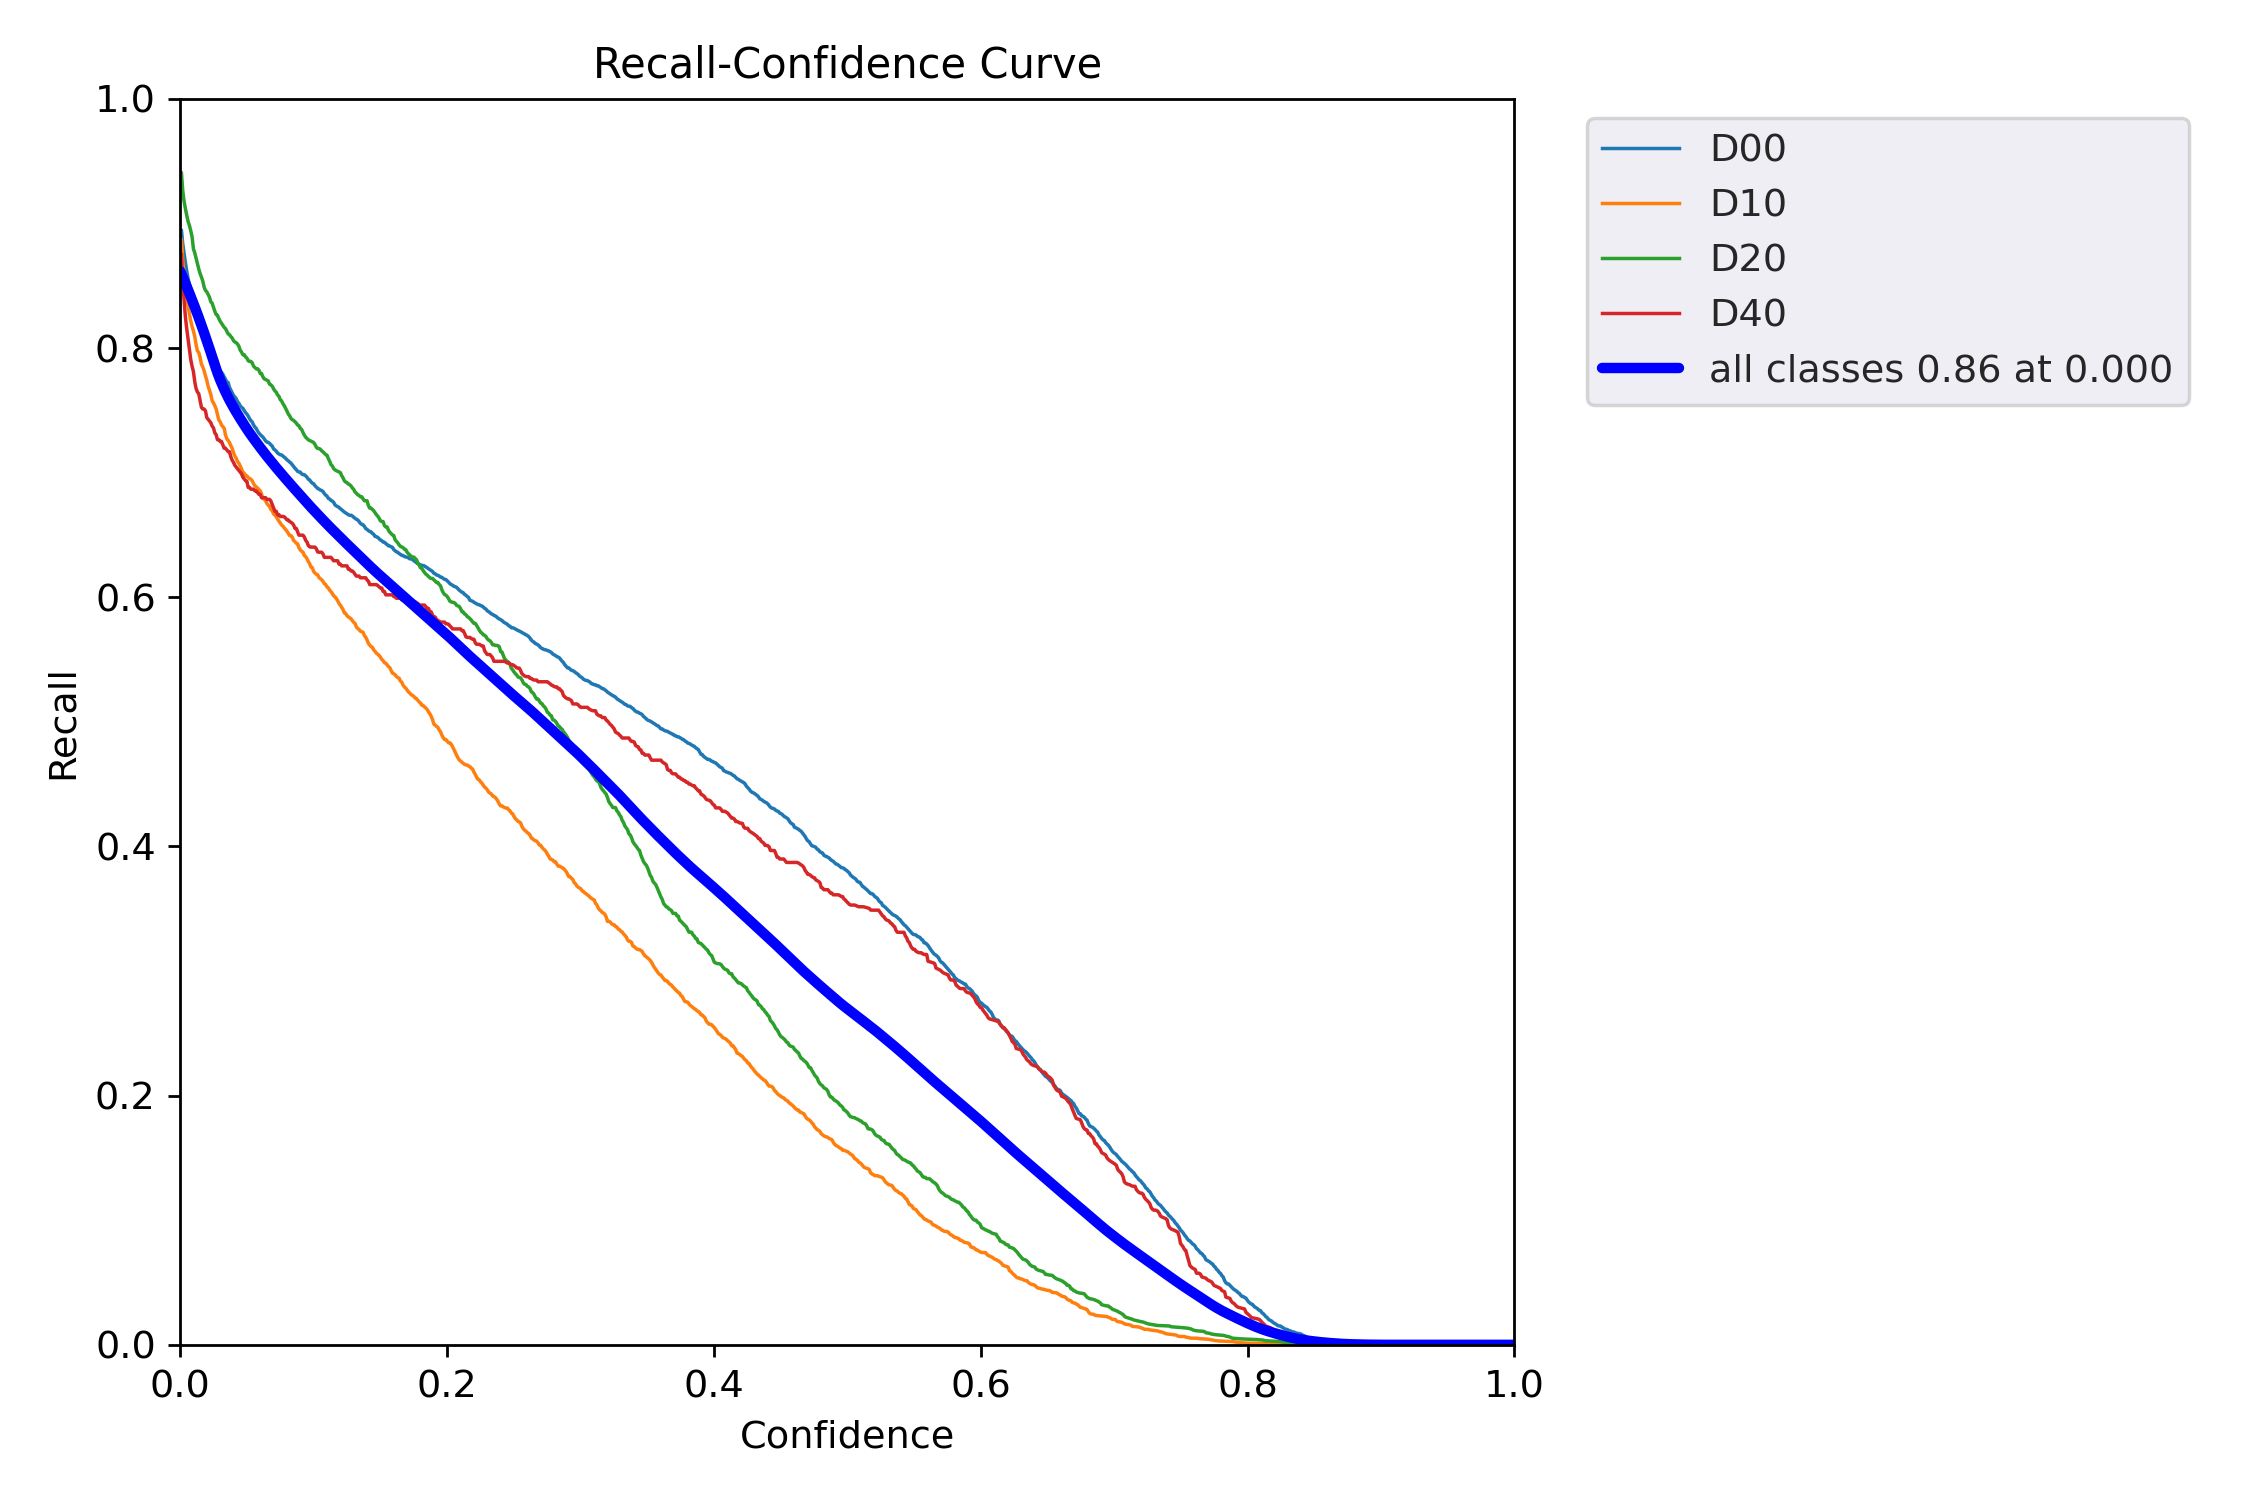 Recall-Confidence Curve
1.0
0.8
0.6
0.4
0.2
0.0
Recall
0.0 0.2 0.4 0.6 0.8 1.0
Confidence
D00
D10
D20
D40
all classes 0.86 at 0.000